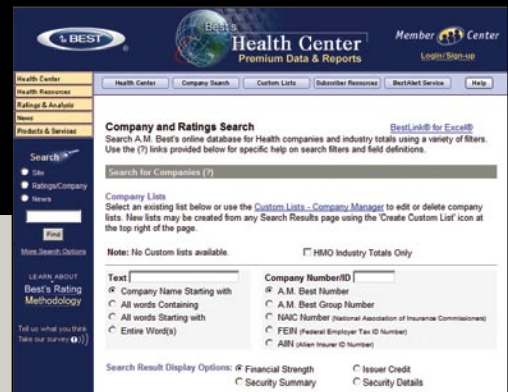 BEST
Best's
Health Center
Premium Data & Reports
Member Center
Login/Sign-up
Health Center
Health Resources
Ratings & Analysis
News
Products & Services
Search
Site
Ratings/Company
News
Find
More Search Options
LEARN ABOUT
Best's Rating
Methodology
Tell us what you think
Take our survey
Health Center
Company Search
Custom Lists
Subscriber Resources
BestAlert Service
Help
Company and Ratings Search
BestLink® for Excel®
Search A.M. Best's online database for Health companies and industry totals using a variety of filters.
Use the (?) links provided below for specific help on search filters and field definitions.
Search for Companies (?)
Company Lists
Select an existing list below or use the Custom Lists - Company Manager to edit or delete company
lists. New lists may be created from any Search Results page using the 'Create Custom List' icon at
the top right of the page.
Note: No Custom lists available.
HMO Industry Totals Only
Text
Company Name Starting with
All words Containing
All words Starting with
Entire Word(s)
Company Number/ID
A.M. Best Number
A.M. Best Group Number
NAIC Number (National Association of Insurance Commissioners)
FEIN (Federal Employer Tax ID Number)
AIIN (Alien Insurer ID Number)
Search Result Display Options: Financial Strength Issuer Credit
Security Summary Security Details